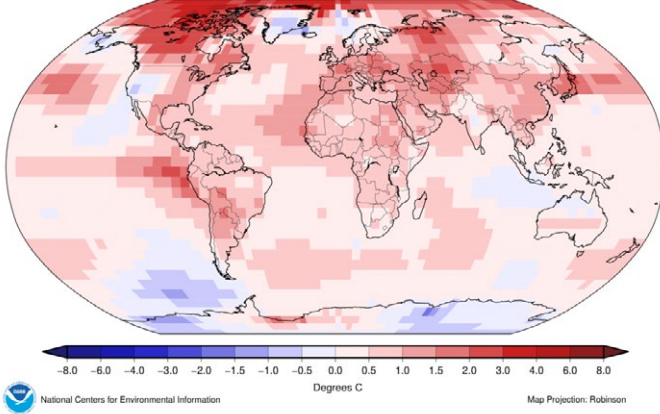 −8.0 −6.0 −4.0 −3.0 −2.0 −1.5 −1.0 −0.5 0.0 0.5 1.0 1.5 2.0 3.0 4.0 6.0 8.0
Degrees C
National Centers for Environmental Information
Map Projection: Robinson